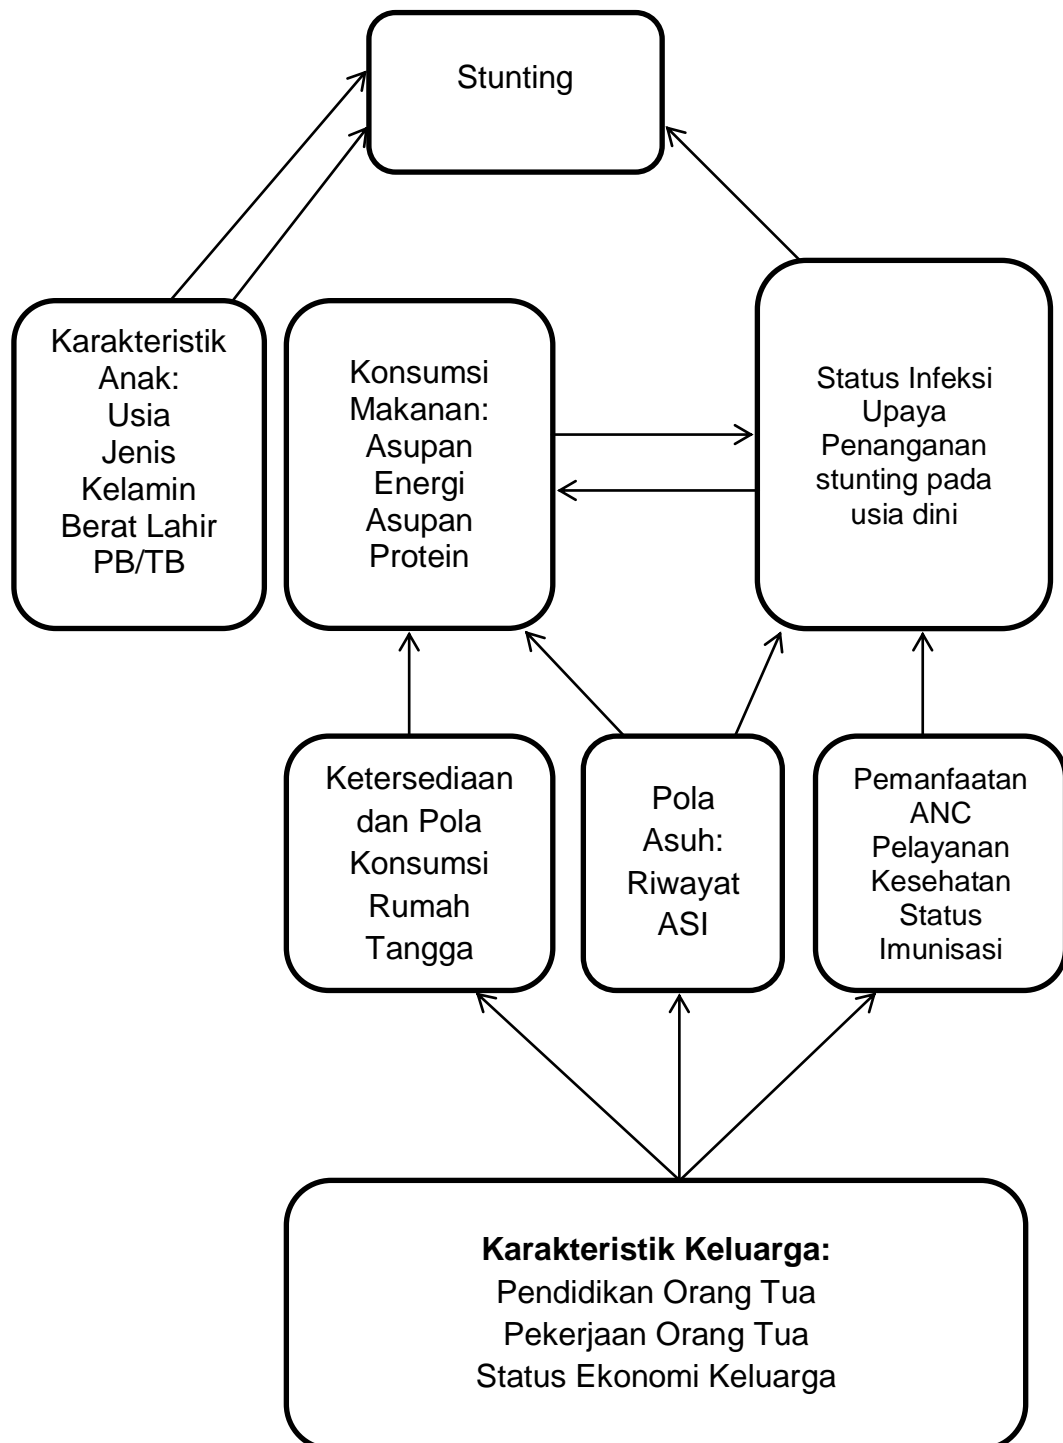 Stunting
Karakteristik
Anak:
Usia
Jenis
Kelamin
Berat Lahir
PB/TB
Konsumsi
Makanan:
Asupan
Energi
Asupan
Protein
Status Infeksi
Upaya
Penanganan
stunting pada
usia dini
Ketersediaan
dan Pola
Konsumsi
Rumah
Tangga
Pola
Asuh:
Riwayat
ASI
Pemanfaatan
ANC
Pelayanan
Kesehatan
Status
Imunisasi
Karakteristik Keluarga:
Pendidikan Orang Tua
Pekerjaan Orang Tua
Status Ekonomi Keluarga